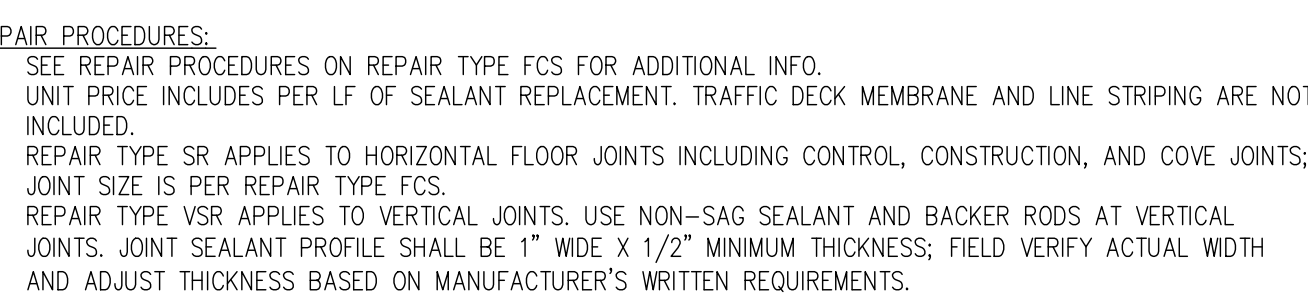 PAIR PROCEDURES:
SEE REPAIR PROCEDURES ON REPAIR TYPE FCS FOR ADDITIONAL INFO.
UNIT PRICE INCLUDES PER LF OF SEALANT REPLACEMENT. TRAFFIC DECK MEMBRANE AND LINE STRIPING ARE NOT
INCLUDED.
REPAIR TYPE SR APPLIES TO HORIZONTAL FLOOR JOINTS INCLUDING CONTROL, CONSTRUCTION, AND COVE JOINTS;
JOINT SIZE IS PER REPAIR TYPE FCS.
REPAIR TYPE VSR APPLIES TO VERTICAL JOINTS. USE NON-SAG SEALANT AND BACKER RODS AT VERTICAL
JOINTS. JOINT SEALANT PROFILE SHALL BE 1" WIDE X 1/2" MINIMUM THICKNESS; FIELD VERIFY ACTUAL WIDTH
AND ADJUST THICKNESS BASED ON MANUFACTURER'S WRITTEN REQUIREMENTS.